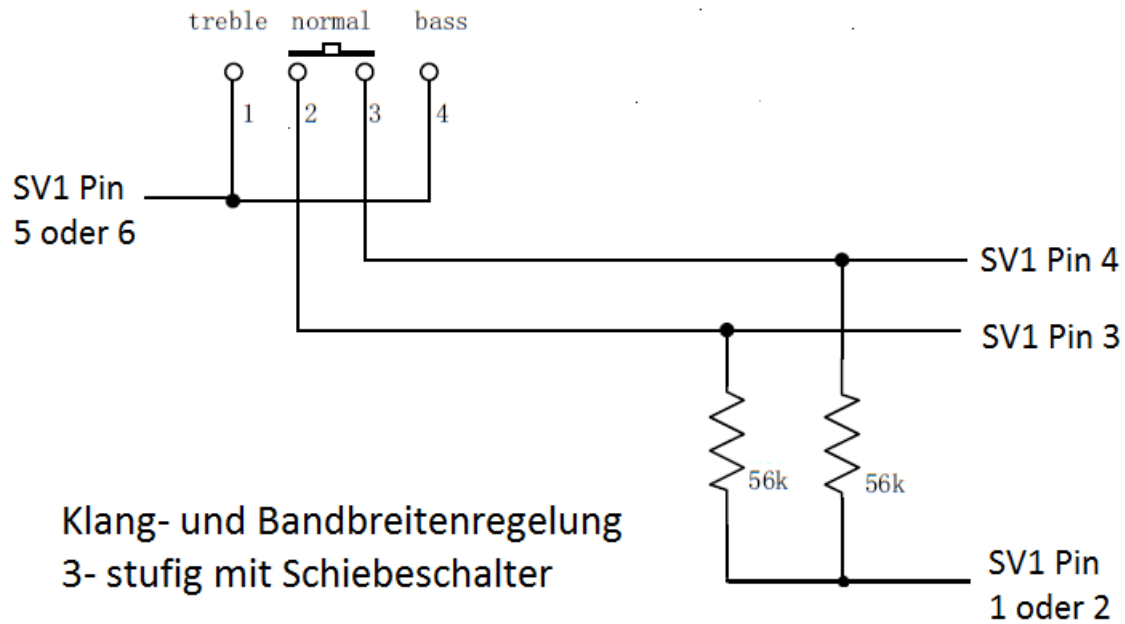 treble normal bass
1 2 3 4
SV1 Pin
5 oder 6
SV1 Pin 4
SV1 Pin 3
56k 56k
Klang- und Bandbreitenregelung
3- stufig mit Schiebeschalter
SV1 Pin
1 oder 2